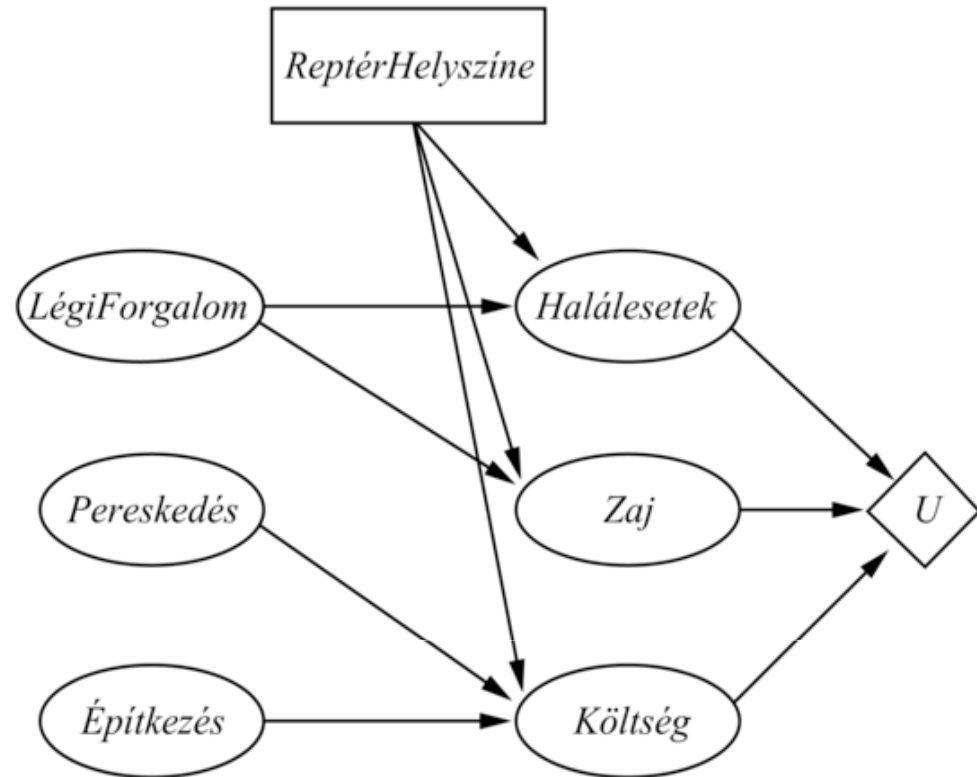 ReptérHelyszíne
LégiForgalom
Halálesetek
Pereskedés
Zaj
U
Építkezés
Költség